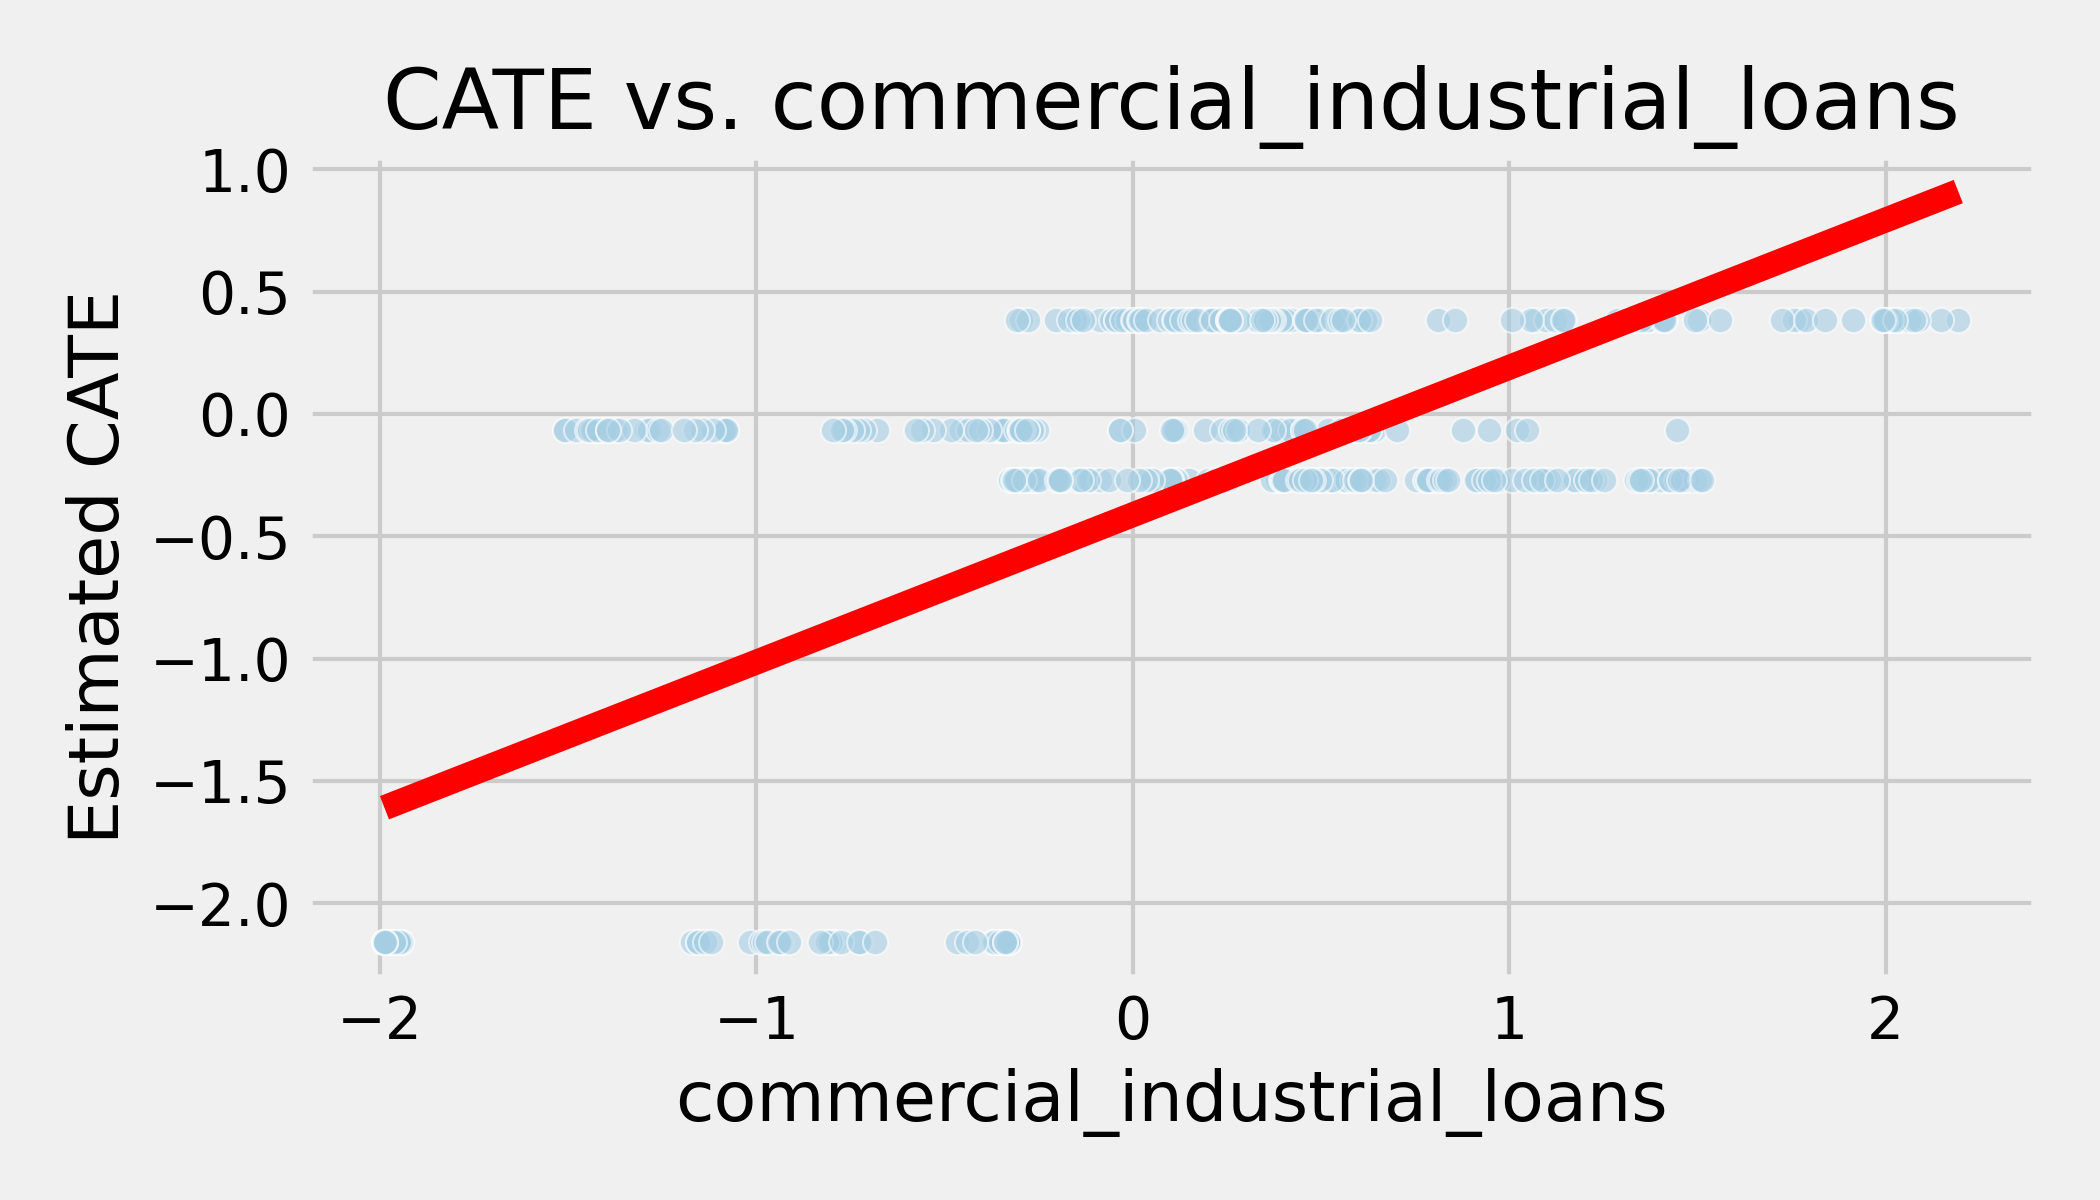 CATE vs. commercial_industrial_loans
Estimated CATE
1.0
0.5
0.0
−0.5
−1.0
−1.5
−2.0
−2 −1 0 1 2
commercial_industrial_loans